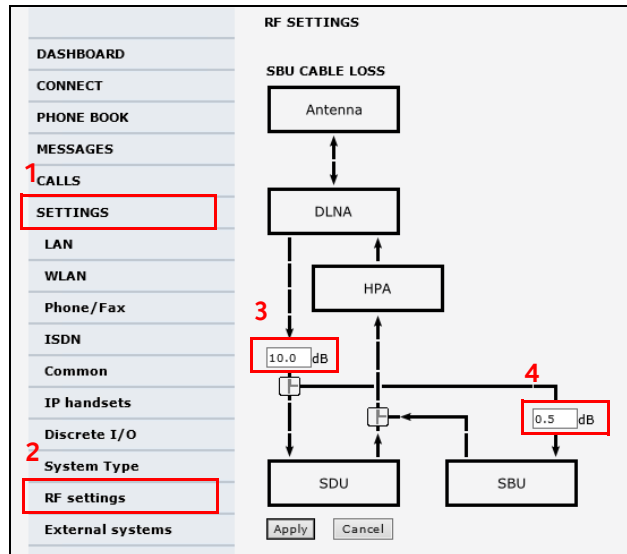 RF SETTINGS
DASHBOARD
CONNECT
PHONE BOOK
MESSAGES
1
CALLS
SETTINGS
LAN
WLAN
Phone/Fax
ISDN
Common
IP handsets
Discrete I/O
2
System Type
RF settings
External systems
SBU CABLE LOSS
Antenna
DLNA
HPA
3
10.0 dB
4
0.5 dB
SDU
SBU
Apply
Cancel